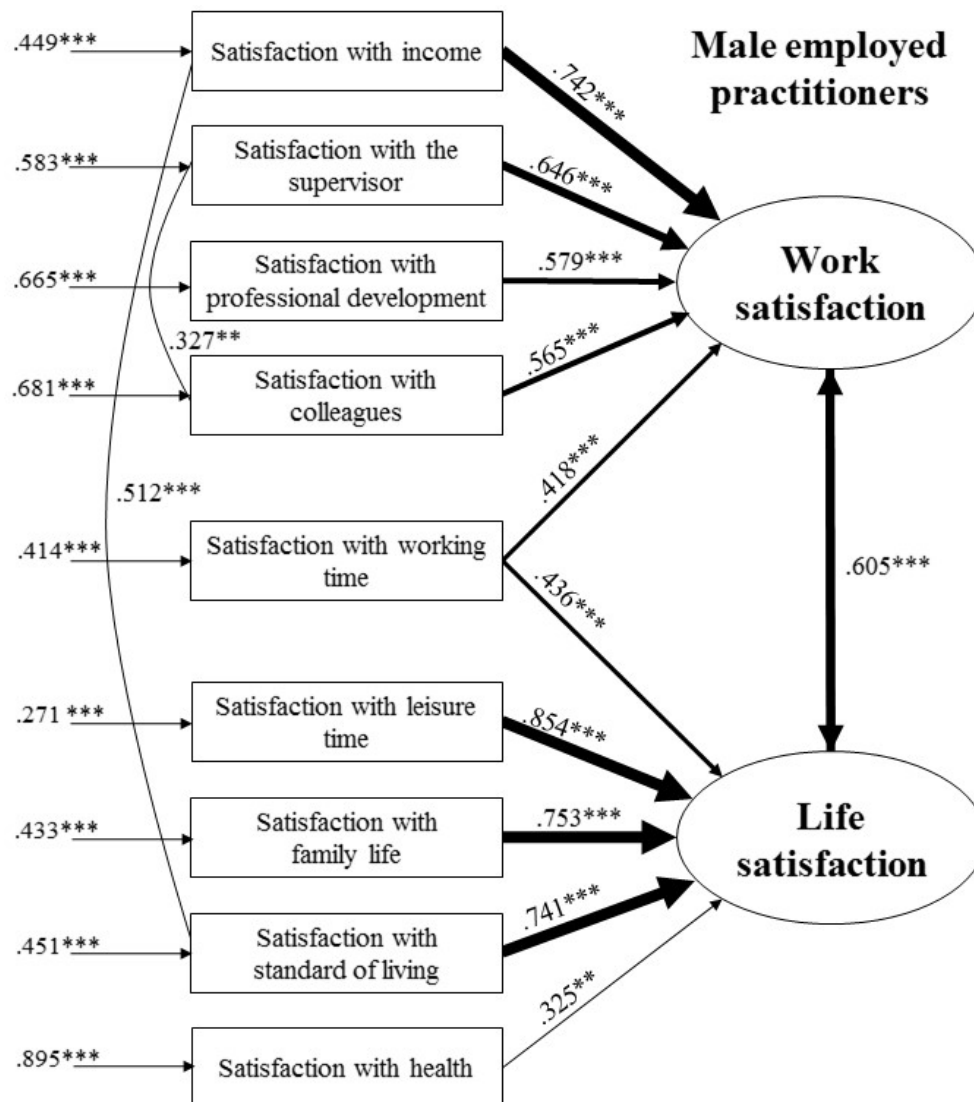 Male employed
practitioners
.449***
Satisfaction with income
.742***
.583***
Satisfaction with the
supervisor
.646***
.665***
Satisfaction with
professional development
.579***
.327**
.681***
Satisfaction with
colleagues
.565***
Work
satisfaction
.512***
.414***
Satisfaction with working
time
.418***
.436***
.605***
.271 ***
Satisfaction with leisure
time
.854***
.433***
Satisfaction with
family life
.753***
Life
satisfaction
.451***
Satisfaction with
standard of living
.741***
.895***
Satisfaction with health
.325**